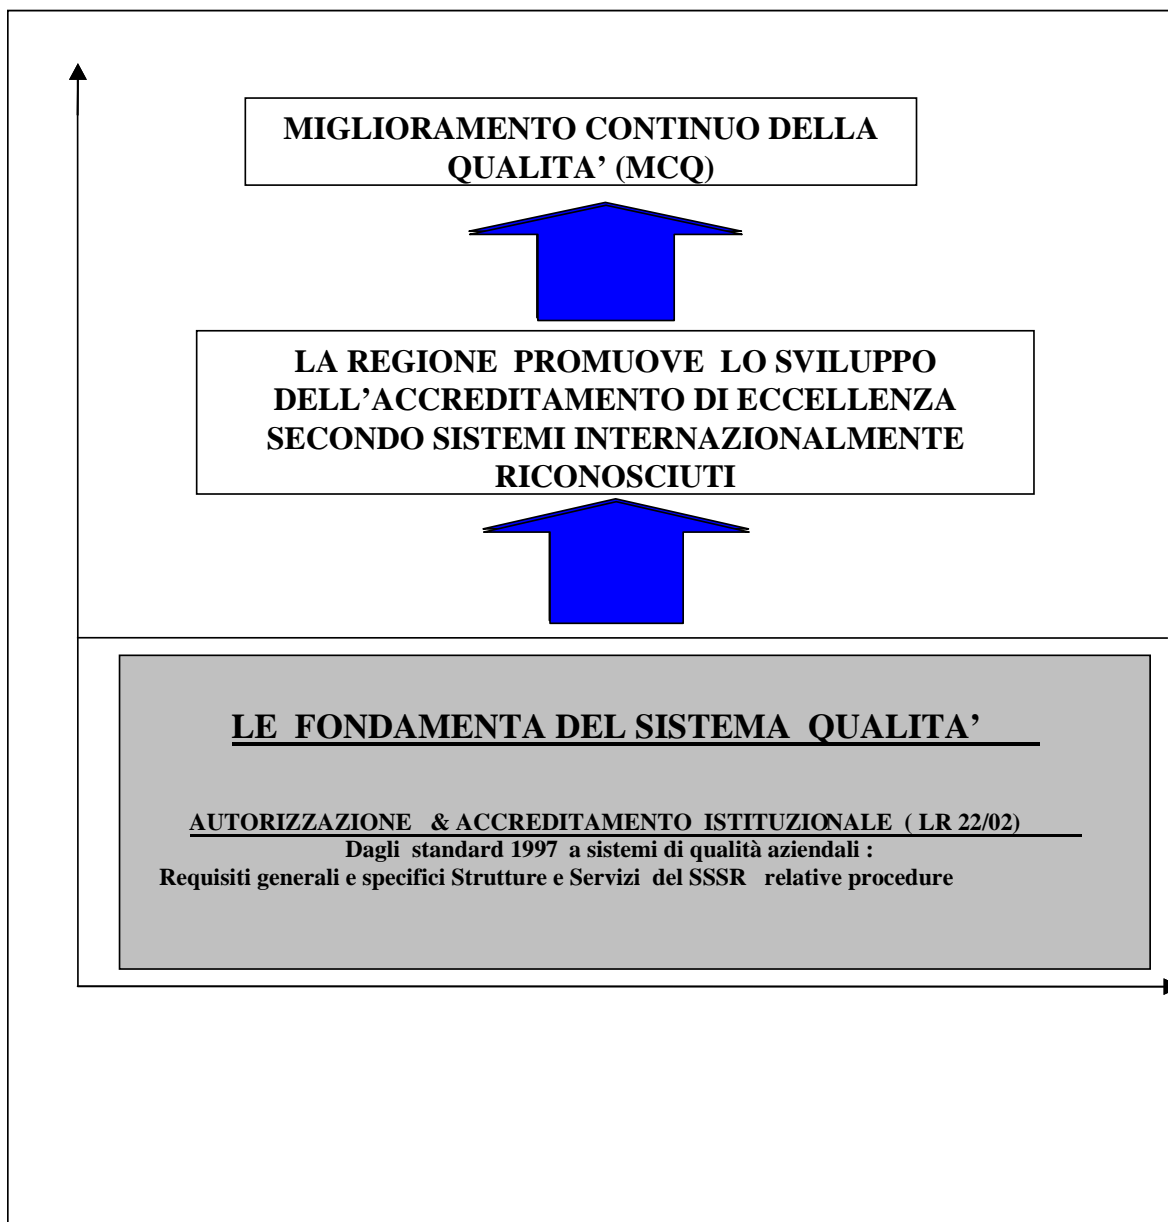 MIGLIORAMENTO CONTINUO DELLA
QUALITA’ (MCQ)
LA REGIONE PROMUOVE LO SVILUPPO
DELL’ACCREDITAMENTO DI ECCELLENZA
SECONDO SISTEMI INTERNAZIONALMENTE
RICONOSCIUTI
LE FONDAMENTA DEL SISTEMA QUALITA’
AUTORIZZAZIONE & ACCREDITAMENTO ISTITUZIONALE ( LR 22/02)
Dagli standard 1997 a sistemi di qualità aziendali :
Requisiti generali e specifici Strutture e Servizi del SSSR relative procedure